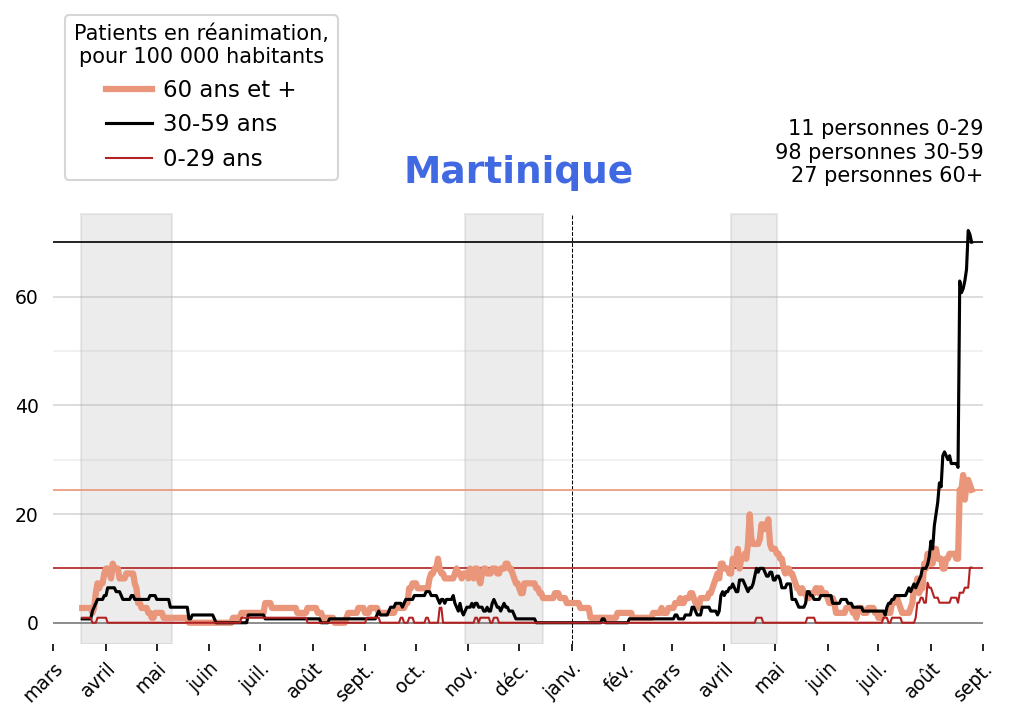 Patients en réanimation,
pour 100 000 habitants
60 ans et +
30-59 ans
0-29 ans
Martinique
11 personnes 0-29
98 personnes 30-59
27 personnes 60+
60
40
20
0
mars
avril
mai
juin
juil.
août
sept.
oct.
nov.
déc.
janv.
fév.
mars
avril
mai
juin
juil.
août
sept.